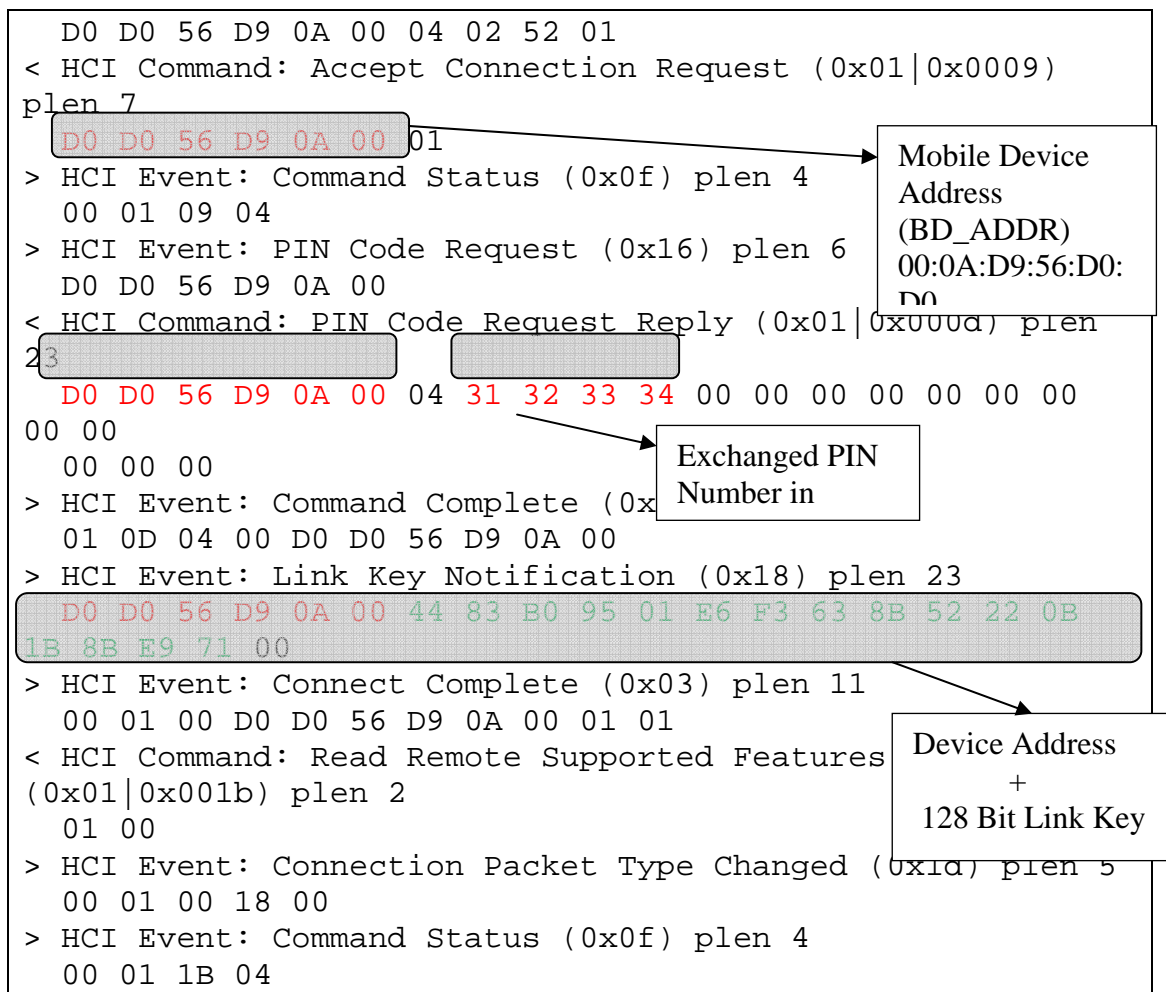 D0 D0 56 D9 0A 00 04 02 52 01
< HCI Command: Accept Connection Request (0x01|0x0009)
plen 7
D0 D0 56 D9 0A 00 01
> HCI Event: Command Status (0x0f) plen 4
00 01 09 04
> HCI Event: PIN Code Request (0x16) plen 6
D0 D0 56 D9 0A 00
Mobile Device
Address
(BD_ADDR)
00:0A:D9:56:D0:
D0
< HCI Command: PIN Code Request Reply (0x01|0x000d) plen
23
D0 D0 56 D9 0A 00 04 31 32 33 34 00 00 00 00 00 00 00
00 00
00 00 00
Exchanged PIN
Number in
> HCI Event: Command Complete (0x
01 0D 04 00 D0 D0 56 D9 0A 00
> HCI Event: Link Key Notification (0x18) plen 23
D0 D0 56 D9 0A 00 44 83 B0 95 01 E6 F3 63 8B 52 22 0B
1B 8B E9 71 00
> HCI Event: Connect Complete (0x03) plen 11
00 01 00 D0 D0 56 D9 0A 00 01 01
< HCI Command: Read Remote Supported Features
(0x01|0x001b) plen 2
01 00
Device Address
+
128 Bit Link Key
> HCI Event: Connection Packet Type Changed (0x1d) plen 5
00 01 00 18 00
> HCI Event: Command Status (0x0f) plen 4
00 01 1B 04